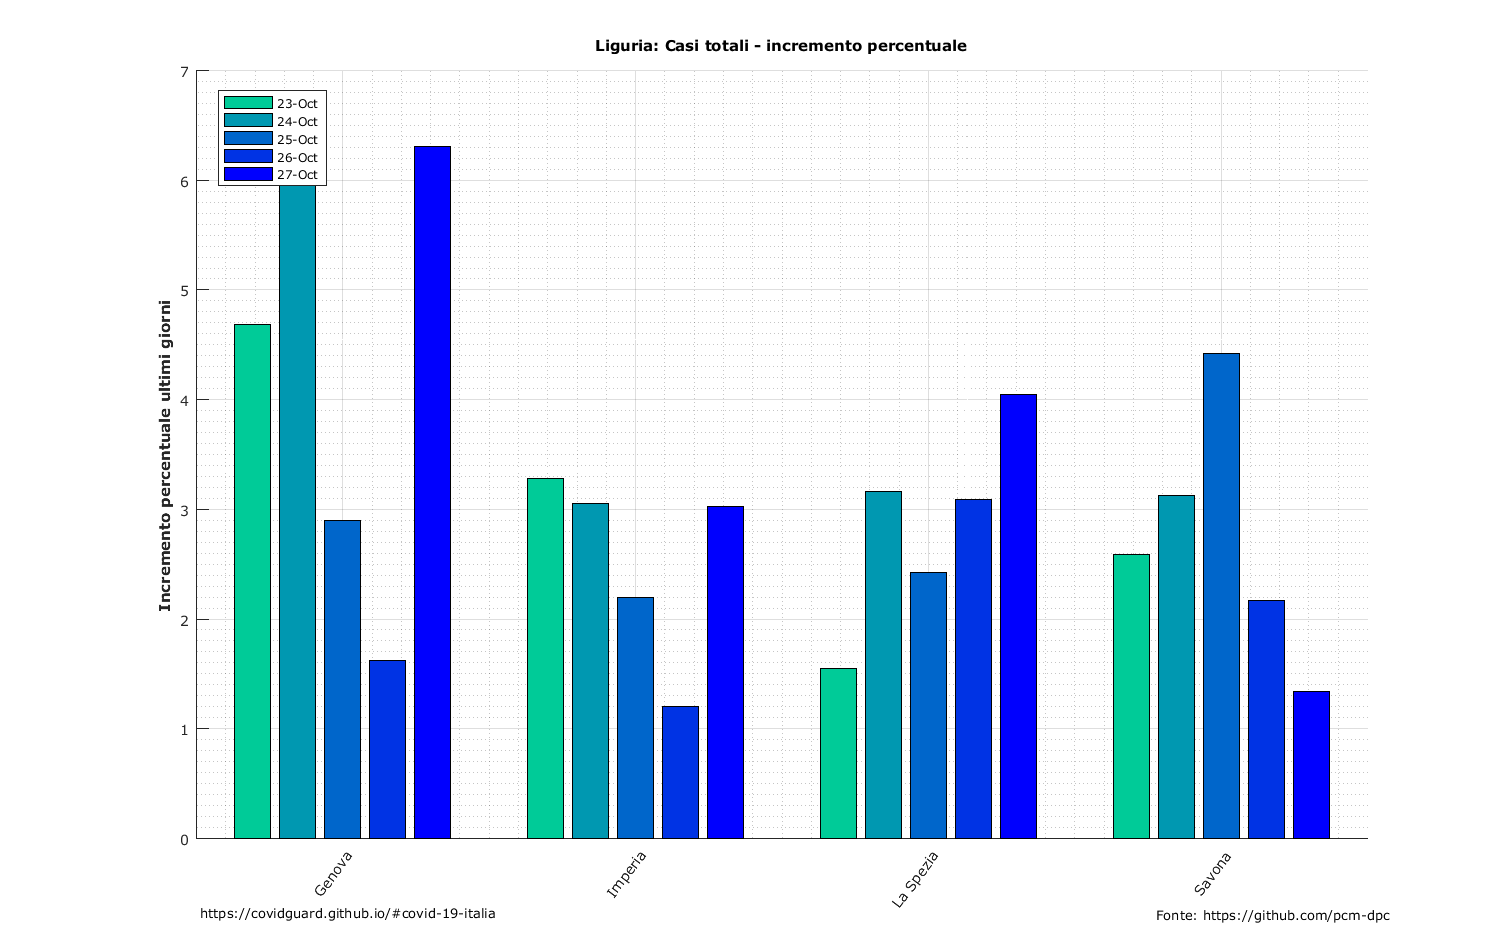 Liguria: Casi totali - incremento percentuale
7
6
5
4
3
2
1
0
Incremento percentuale ultimi giorni
23-Oct
24-Oct
25-Oct
26-Oct
27-Oct
Genova
Imperia
La Spezia
Savona
https://covidguard.github.io/#covid-19-italia
Fonte: https://github.com/pcm-dpc